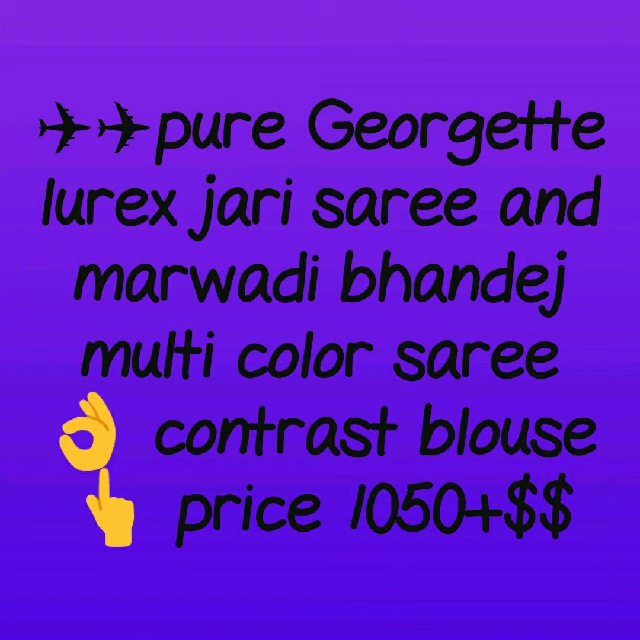 ✈✈pure Georgette
lurex jari saree and
marwadi bhandej
multi color saree
👌 contrast blouse
👆 price 1050+$$